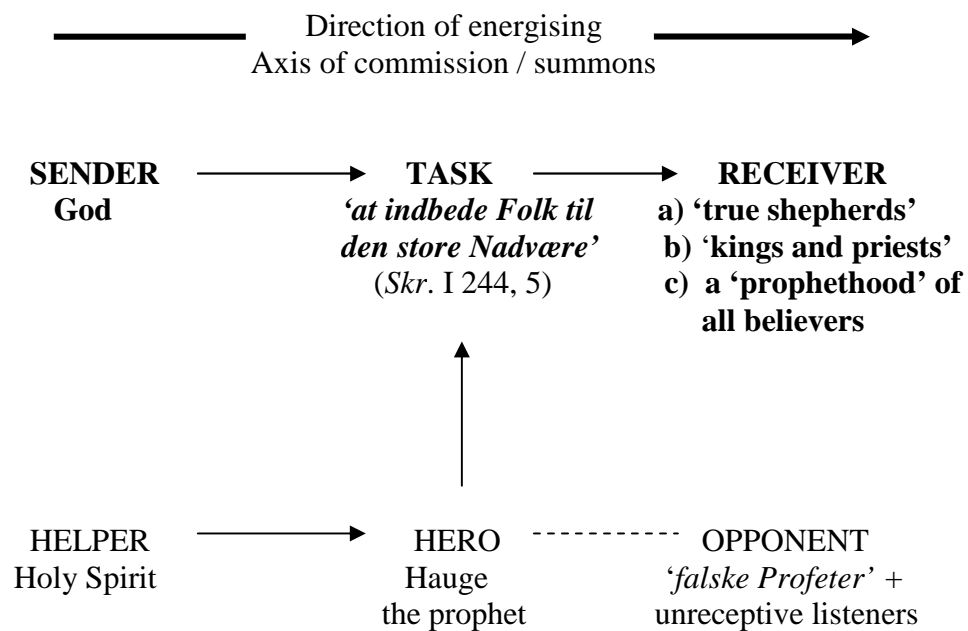 Direction of energising
Axis of commission / summons
SENDER
God
TASK
‘at indbede Folk til
den store Nadvære’
(Skr. I 244, 5)
RECEIVER
a) ‘true shepherds’
b) ‘kings and priests’
c) a ‘prophethood’ of
all believers
HELPER
Holy Spirit
HERO
Hauge
the prophet
OPPONENT
‘falske Profeter’ +
unreceptive listeners